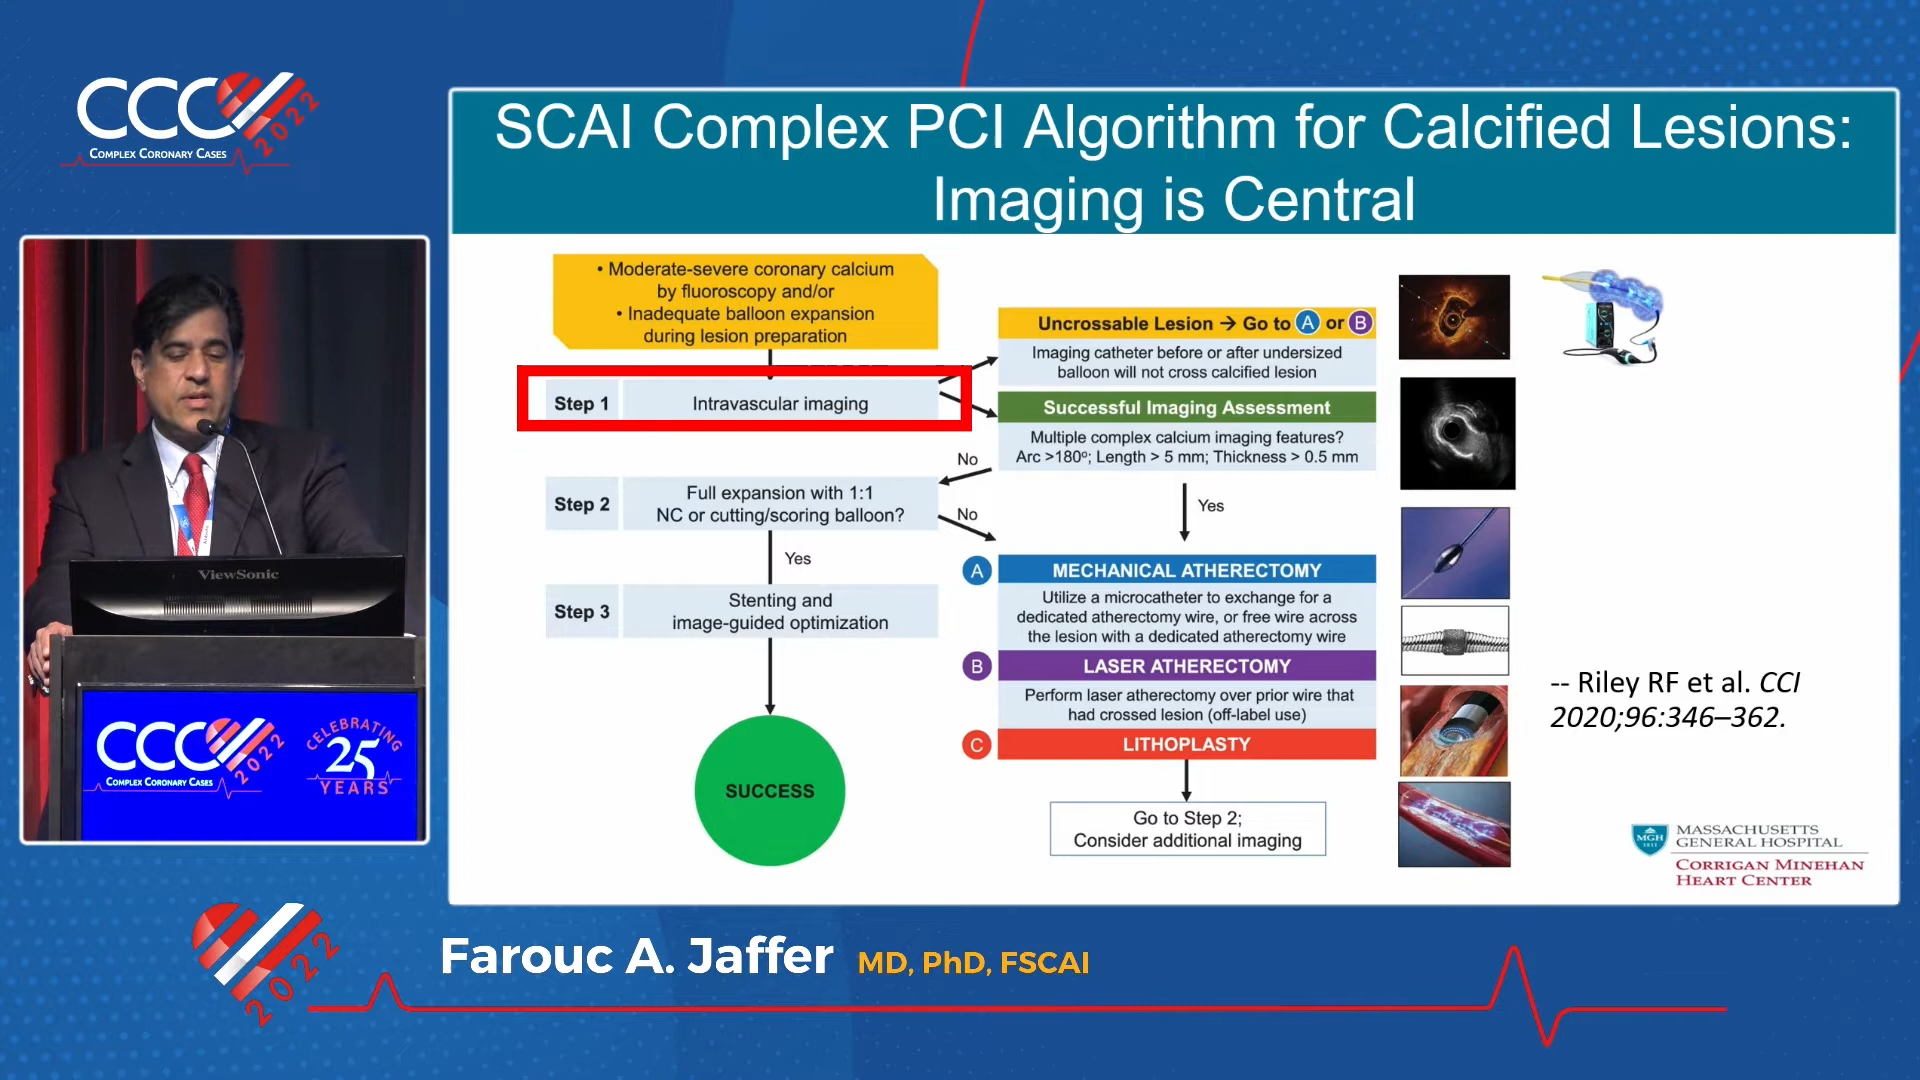 CCC
2022
COMPLEX CORONARY CASES
SCAI Complex PCI Algorithm for Calcified Lesions:
Imaging is Central
• Moderate-severe coronary calcium
by fluoroscopy and/or
• Inadequate balloon expansion
during lesion preparation
Step 1
Intravascular imaging
Uncrossable Lesion → Go to A or B
Imaging catheter before or after undersized
balloon will not cross calcified lesion
Successful Imaging Assessment
Multiple complex calcium imaging features?
Arc >180º; Length > 5 mm; Thickness > 0.5 mm
No
Yes
Step 2
Full expansion with 1:1
NC or cutting/scoring balloon?
No
Yes
Step 3
Stenting and
image-guided optimization
SUCCESS
A
MECHANICAL ATHERECTOMY
Utilize a microcatheter to exchange for a
dedicated atherectomy wire, or free wire across
the lesion with a dedicated atherectomy wire
B
LASER ATHERECTOMY
Perform laser atherectomy over prior wire that
had crossed lesion (off-label use)
C
LITHOPLASTY
Go to Step 2;
Consider additional imaging
-- Riley RF et al. CCI
2020;96:346–362.
MGH
1811
MASSACHUSETTS
GENERAL HOSPITAL
CORRIGAN MINEHAN
HEART CENTER
ViewSonic
CCC
2022
COMPLEX CORONARY CASES
CELEBRATING
25
YEARS
2022
Farouc A. Jaffer MD, PhD, FSCAI